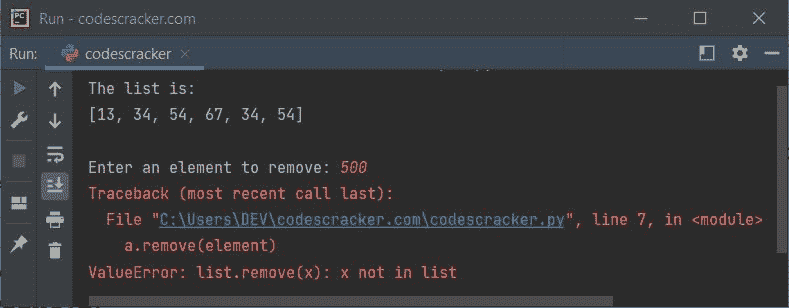 PC
Run - codescracker.com
Run: codescracker
The list is:
[13, 34, 54, 67, 34, 54]
Enter an element to remove: 500
Traceback (most recent call last):
File "C:\Users\DEV\codescracker.com\codescracker.py", line 7, in <module>
a.remove(element)
ValueError: list.remove(x): x not in list